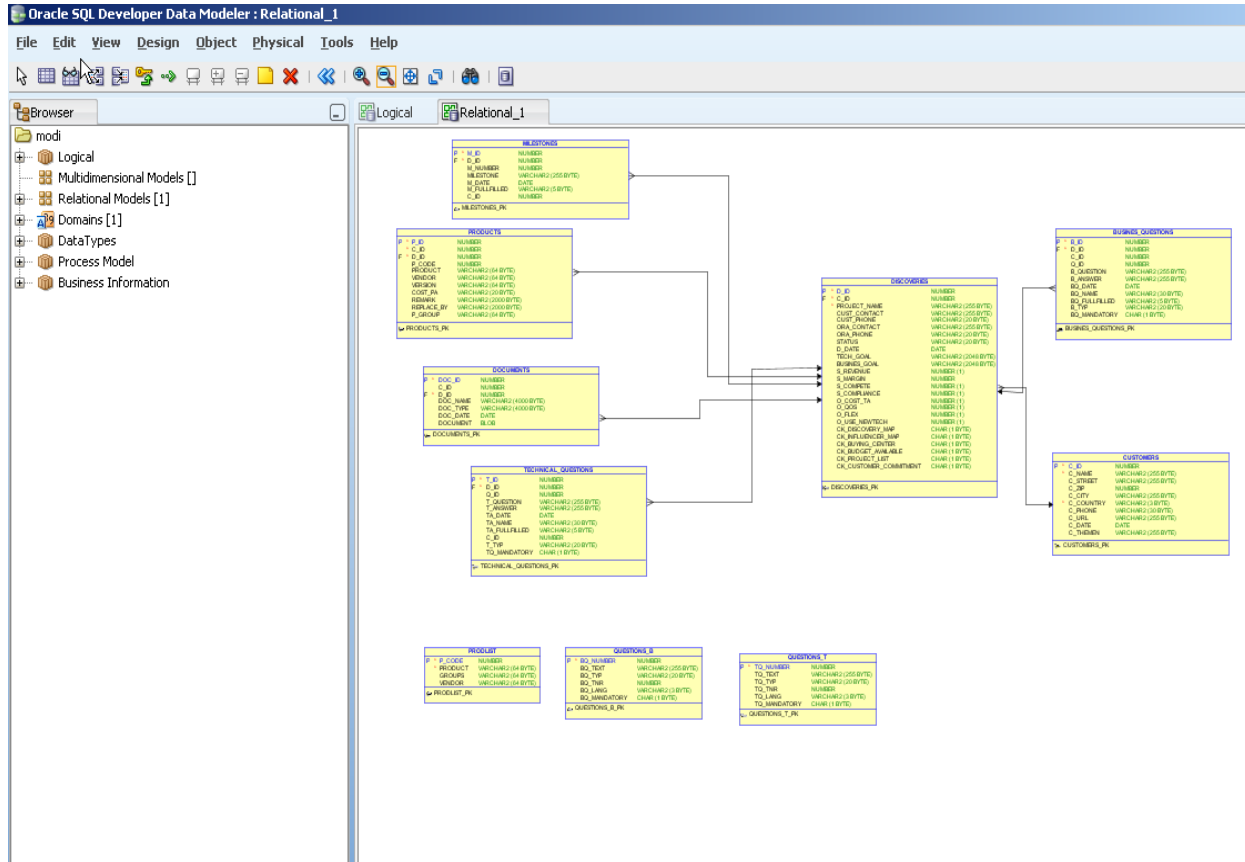 Oracle SQL Developer Data Modeler : Relational_1
File Edit View Design Object Physical Tools Help
Browser
modi
Logical
Multidimensional Models []
Relational Models [1]
Domains [1]
DataTypes
Process Model
Business Information
Logical Relational_1
MILESTONES
P * M_ID NUMBER
F * D_ID NUMBER
M_NUMBER NUMBER
MILESTONE VARCHAR2 (255 BYTE)
M_DATE DATE
M_FULLFILLED VARCHAR2 (5 BYTE)
C_ID NUMBER
MILESTONES_PK
PRODUCTS
P * P_ID NUMBER
* C_ID NUMBER
F * D_ID NUMBER
P_CODE NUMBER
PRODUCT VARCHAR2 (64 BYTE)
VENDOR VARCHAR2 (64 BYTE)
VERSION VARCHAR2 (64 BYTE)
COST_PA VARCHAR2 (20 BYTE)
REMARK VARCHAR2 (2000 BYTE)
REPLACE_BY VARCHAR2 (2000 BYTE)
P_GROUP VARCHAR2 (64 BYTE)
PRODUCTS_PK
DOCUMENTS
P * DOC_ID NUMBER
C_ID NUMBER
F * D_ID NUMBER
DOC_NAME VARCHAR2 (4000 BYTE)
DOC_TYPE VARCHAR2 (4000 BYTE)
DOC_DATE DATE
DOCUMENT BLOB
DOCUMENTS_PK
TECHNICAL_QUESTIONS
P * T_ID NUMBER
F * D_ID NUMBER
Q_ID NUMBER
T_QUESTION VARCHAR2 (255 BYTE)
T_ANSWER VARCHAR2 (255 BYTE)
TA_DATE DATE
TA_NAME VARCHAR2 (30 BYTE)
TA_FULLFILLED VARCHAR2 (5 BYTE)
C_ID NUMBER
T_TYP VARCHAR2 (20 BYTE)
TQ_MANDATORY CHAR (1 BYTE)
TECHNICAL_QUESTIONS_PK
DISCOVERIES
P * D_ID NUMBER
F * C_ID NUMBER
* PROJECT_NAME VARCHAR2 (255 BYTE)
CUST_CONTACT VARCHAR2 (255 BYTE)
CUST_PHONE VARCHAR2 (20 BYTE)
ORA_CONTACT VARCHAR2 (255 BYTE)
ORA_PHONE VARCHAR2 (20 BYTE)
STATUS VARCHAR2 (20 BYTE)
D_DATE DATE
TECH_GOAL VARCHAR2 (2048 BYTE)
BUSINES_GOAL VARCHAR2 (2048 BYTE)
S_REVENUE NUMBER (1)
S_MARGIN NUMBER
S_COMPETE NUMBER (1)
S_COMPLIANCE NUMBER (1)
O_COST_TA NUMBER (1)
O_QOS NUMBER (1)
O_FLEX NUMBER (1)
O_USE_NEWTECH NUMBER (1)
CK_DISCOVERY_MAP CHAR (1 BYTE)
CK_INFLUENCER_MAP CHAR (1 BYTE)
CK_BUYING_CENTER CHAR (1 BYTE)
CK_BUDGET_AVAILABLE CHAR (1 BYTE)
CK_PROJECT_LIST CHAR (1 BYTE)
CK_CUSTOMER_COMMITMENT CHAR (1 BYTE)
DISCOVERIES_PK
BUSINES_QUESTIONS
P * B_ID NUMBER
F * D_ID NUMBER
C_ID NUMBER
Q_ID NUMBER
B_QUESTION VARCHAR2 (255 BYTE)
B_ANSWER VARCHAR2 (255 BYTE)
BQ_DATE DATE
BQ_NAME VARCHAR2 (30 BYTE)
BQ_FULLFILLED VARCHAR2 (5 BYTE)
B_TYP VARCHAR2 (20 BYTE)
BQ_MANDATORY CHAR (1 BYTE)
BUSINES_QUESTIONS_PK
CUSTOMERS
P * C_ID NUMBER
* C_NAME VARCHAR2 (255 BYTE)
C_STREET VARCHAR2 (255 BYTE)
C_ZIP NUMBER
C_CITY VARCHAR2 (255 BYTE)
* C_COUNTRY VARCHAR2 (3 BYTE)
C_PHONE VARCHAR2 (30 BYTE)
C_URL VARCHAR2 (255 BYTE)
C_DATE DATE
C_THEMEN VARCHAR2 (255 BYTE)
CUSTOMERS_PK
PRODLIST
P * P_CODE NUMBER
* PRODUCT VARCHAR2 (64 BYTE)
GROUPS VARCHAR2 (64 BYTE)
VENDOR VARCHAR2 (64 BYTE)
PRODLIST_PK
QUESTIONS_B
P * BQ_NUMBER NUMBER
BQ_TEXT VARCHAR2 (255 BYTE)
BQ_TYP VARCHAR2 (20 BYTE)
BQ_TNR NUMBER
BQ_LANG VARCHAR2 (3 BYTE)
BQ_MANDATORY CHAR (1 BYTE)
QUESTIONS_B_PK
QUESTIONS_T
P * TQ_NUMBER NUMBER
TQ_TEXT VARCHAR2 (255 BYTE)
TQ_TYP VARCHAR2 (20 BYTE)
TQ_TNR NUMBER
TQ_LANG VARCHAR2 (3 BYTE)
TQ_MANDATORY CHAR (1 BYTE)
QUESTIONS_T_PK